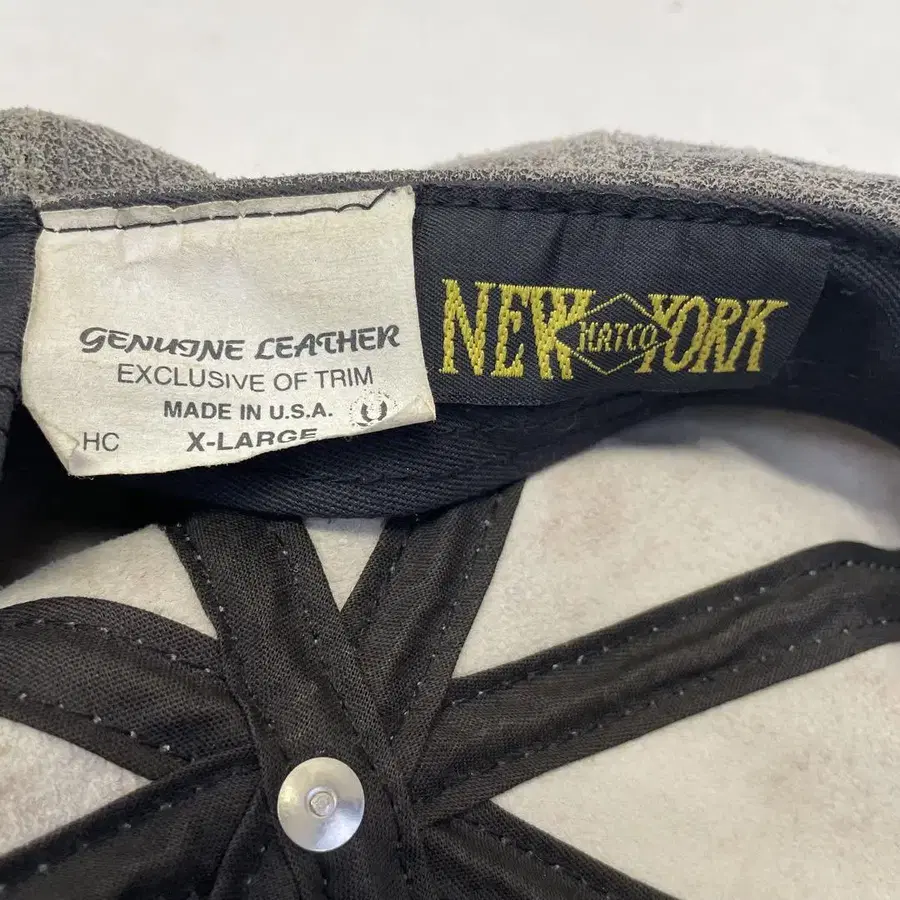 GENUINE LEATHER
EXCLUSIVE OF TRIM
MADE IN U.S.A.
HC X-LARGE
NEW HATCO YORK